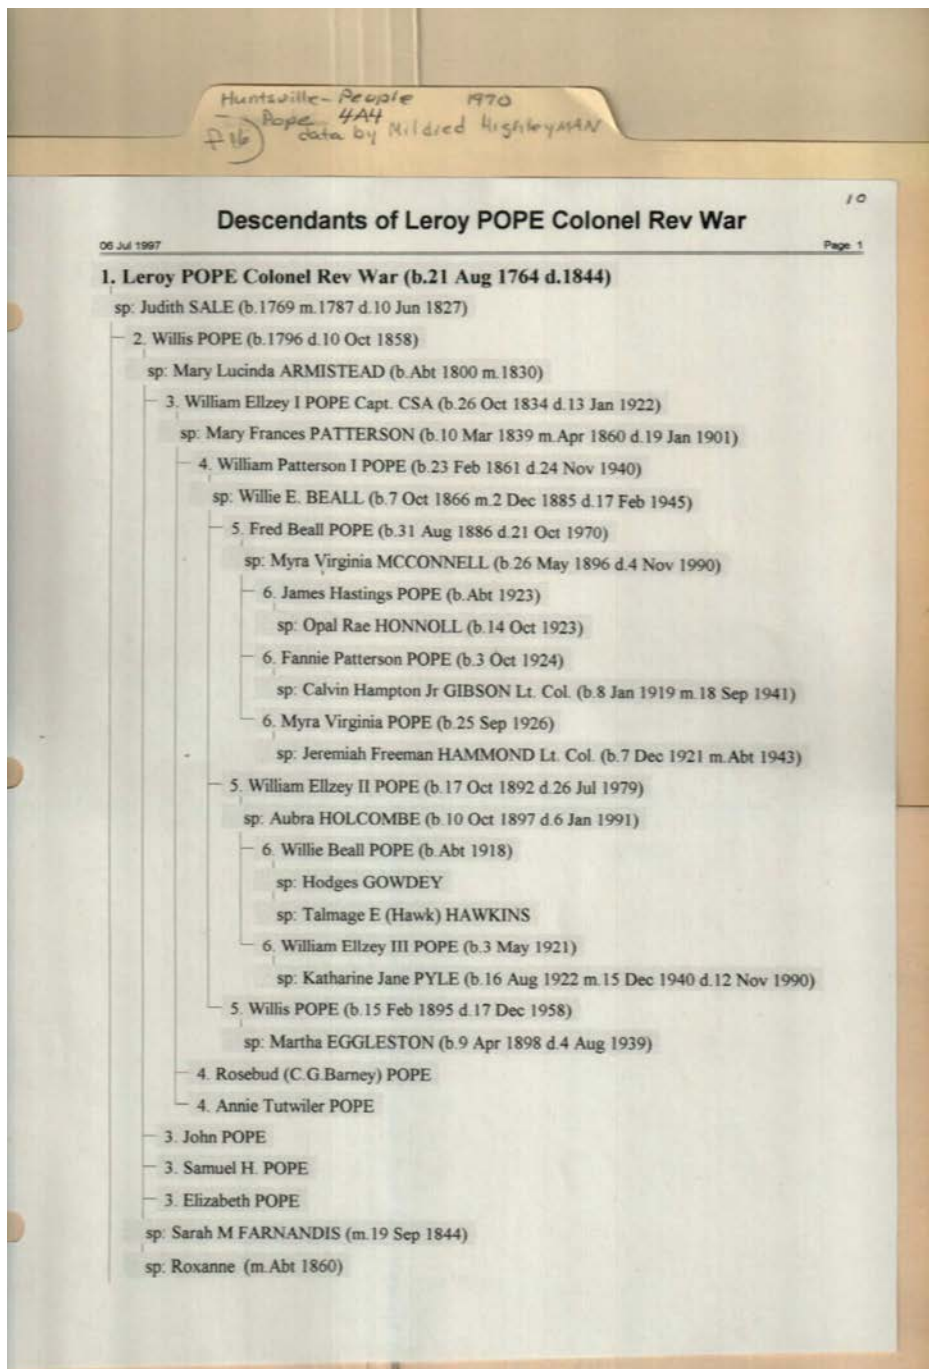 Huntsville - People 1970
Pope 4A4
P16 data by Mildred HighleyMAN
10
Descendants of Leroy POPE Colonel Rev War
06 Jul 1997 Page 1
1. Leroy POPE Colonel Rev War (b.21 Aug 1764 d.1844)
sp: Judith SALE (b.1769 m.1787 d.10 Jun 1827)
2. Willis POPE (b.1796 d.10 Oct 1858)
sp: Mary Lucinda ARMISTEAD (b.Abt 1800 m.1830)
3. William Ellzey I POPE Capt. CSA (b.26 Oct 1834 d.13 Jan 1922)
sp: Mary Frances PATTERSON (b.10 Mar 1839 m.Apr 1860 d.19 Jan 1901)
4. William Patterson I POPE (b.23 Feb 1861 d.24 Nov 1940)
sp: Willie E. BEALL (b.7 Oct 1866 m.2 Dec 1885 d.17 Feb 1945)
5. Fred Beall POPE (b.31 Aug 1886 d.21 Oct 1970)
sp: Myra Virginia MCCONNELL (b.26 May 1896 d.4 Nov 1990)
6. James Hastings POPE (b.Abt 1923)
sp: Opal Rae HONNOLL (b.14 Oct 1923)
6. Fannie Patterson POPE (b.3 Oct 1924)
sp: Calvin Hampton Jr GIBSON Lt. Col. (b.8 Jan 1919 m.18 Sep 1941)
6. Myra Virginia POPE (b.25 Sep 1926)
sp: Jeremiah Freeman HAMMOND Lt. Col. (b.7 Dec 1921 m.Abt 1943)
5. William Ellzey II POPE (b.17 Oct 1892 d.26 Jul 1979)
sp: Aubra HOLCOMBE (b.10 Oct 1897 d.6 Jan 1991)
6. Willie Beall POPE (b.Abt 1918)
sp: Hodges GOWDEY
sp: Talmage E (Hawk) HAWKINS
6. William Ellzey III POPE (b.3 May 1921)
sp: Katharine Jane PYLE (b.16 Aug 1922 m.15 Dec 1940 d.12 Nov 1990)
5. Willis POPE (b.15 Feb 1895 d.17 Dec 1958)
sp: Martha EGGLESTON (b.9 Apr 1898 d.4 Aug 1939)
4. Rosebud (C.G.Barney) POPE
4. Annie Tutwiler POPE
3. John POPE
3. Samuel H. POPE
3. Elizabeth POPE
sp: Sarah M FARNANDIS (m.19 Sep 1844)
sp: Roxanne (m.Abt 1860)